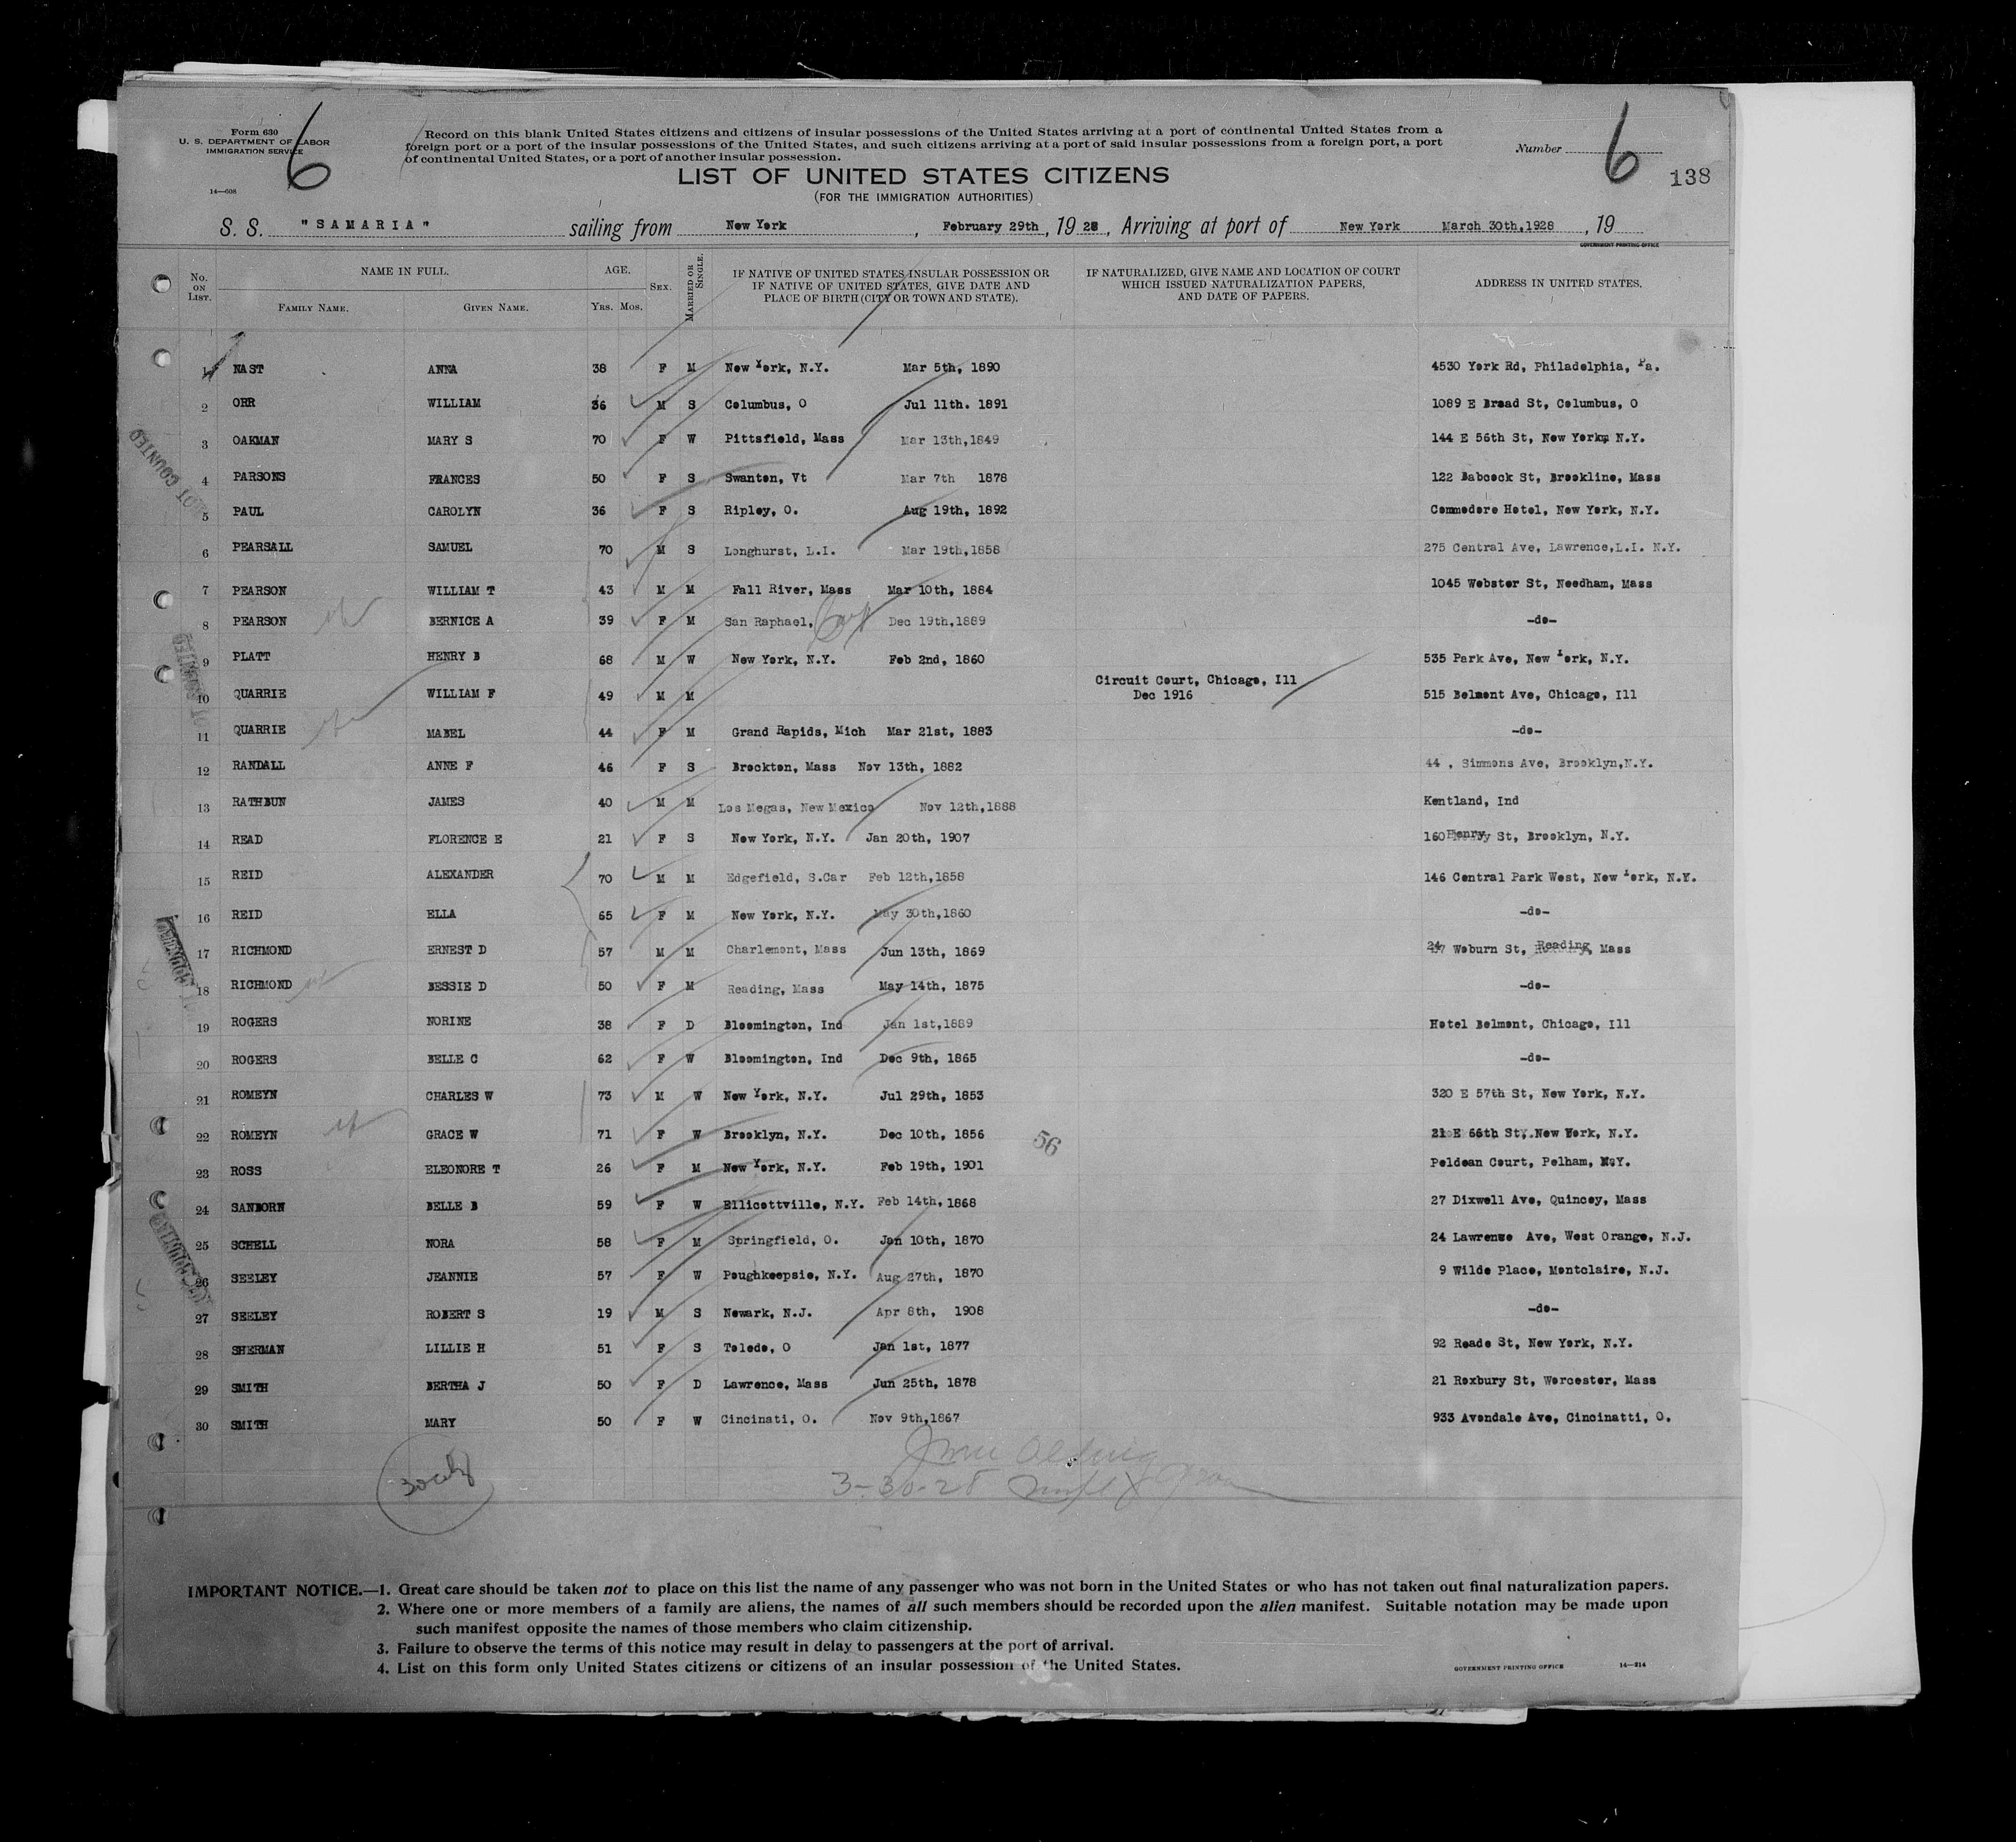 Form 630
U. S. DEPARTMENT OF LABOR
IMMIGRATION SERVICE
14—608
6
Record on this blank United States citizens and citizens of insular possessions of the United States arriving at a port of continental United States from a
foreign port or a port of the insular possessions of the United States, and such citizens arriving at a port of said insular possessions from a foreign port, a port
of continental United States, or a port of another insular possession.
Number 6
138
LIST OF UNITED STATES CITIZENS
(FOR THE IMMIGRATION AUTHORITIES)
S. S. "SAMARIA" sailing from New York, February 29th, 1928, Arriving at port of New York March 30th,1928, 19
GOVERNMENT PRINTING OFFICE
No. ON LIST. NAME IN FULL. AGE. SEX. MARRIED OR SINGLE. IF NATIVE OF UNITED STATES INSULAR POSSESSION OR IF NATIVE OF UNITED STATES, GIVE DATE AND PLACE OF BIRTH (CITY OR TOWN AND STATE). IF NATURALIZED, GIVE NAME AND LOCATION OF COURT WHICH ISSUED NATURALIZATION PAPERS, AND DATE OF PAPERS. ADDRESS IN UNITED STATES.
FAMILY NAME. GIVEN NAME. YRS. MOS.
1 NAST ANNA 38 F M New York, N.Y. Mar 5th, 1890 4530 York Rd, Philadelphia, Pa.
2 ORR WILLIAM 36 M S Columbus, O Jul 11th. 1891 1089 E Broad St, Columbus, O
3 OAKMAN MARY S 70 F W Pittsfield, Mass Mar 13th,1849 144 E 56th St, New York, N.Y.
4 PARSONS FRANCES 50 F S Swanton, Vt Mar 7th 1878 122 Babcock St, Brookline, Mass
5 PAUL CAROLYN 36 F S Ripley, O. Aug 19th, 1892 Commodore Hotel, New York, N.Y.
6 PEARSALL SAMUEL 70 M S Longhurst, L.I. Mar 19th,1858 275 Central Ave, Lawrence,L.I. N.Y.
7 PEARSON WILLIAM T 43 M M Fall River, Mass Mar 10th, 1884 1045 Webster St, Needham, Mass
8 PEARSON BERNICE A 39 F M San Raphael, Dec 19th,1889 -do-
9 PLATT HENRY B 68 M W New York, N.Y. Feb 2nd, 1860 535 Park Ave, New York, N.Y.
10 QUARRIE WILLIAM F 49 M M Circuit Court, Chicago, Ill Dec 1916 515 Belmont Ave, Chicago, Ill
11 QUARRIE MABEL 44 F M Grand Rapids, Mich Mar 21st, 1883 -do-
12 RANDALL ANNE F 46 F S Brockton, Mass Nov 13th, 1882 44 , Simmons Ave, Brooklyn,N.Y.
13 RATHBUN JAMES 40 M M Los Megas, New Mexico Nov 12th,1888 Kentland, Ind
14 READ FLORENCE E 21 F S New York, N.Y. Jan 20th, 1907 160 Henry St, Brooklyn, N.Y.
15 REID ALEXANDER 70 M M Edgefield, S.Car Feb 12th,1858 146 Central Park West, New York, N.Y.
16 REID ELLA 65 F M New York, N.Y. May 30th,1860 -do-
17 RICHMOND ERNEST D 57 M M Charlemont, Mass Jun 13th, 1869 247 Woburn St, Reading, Mass
18 RICHMOND BESSIE D 50 F M Reading, Mass May 14th, 1875 -do-
19 ROGERS NORINE 38 F D Bloomington, Ind Jan 1st,1889 Hotel Belmont, Chicago, Ill
20 ROGERS BELLE C 62 F W Bloomington, Ind Dec 9th, 1865 -do-
21 ROMEYN CHARLES W 73 M W New York, N.Y. Jul 29th, 1853 320 E 57th St, New York, N.Y.
22 ROMEYN GRACE W 71 F W Brooklyn, N.Y. Dec 10th, 1856 56 21 E 66th St, New York, N.Y.
23 ROSS ELEONORE T 26 F M New York, N.Y. Feb 19th, 1901 Peldean Court, Pelham, N.Y.
24 SANBORN BELLE B 59 F W Ellicottville, N.Y. Feb 14th, 1868 27 Dixwell Ave, Quincey, Mass
25 SCHELL NORA 58 F M Springfield, O. Jan 10th, 1870 24 Lawrence Ave, West Orange, N.J.
26 SEELEY JEANNIE 57 F W Poughkeepsie, N.Y. Aug 27th, 1870 9 Wilde Place, Montclaire, N.J.
27 SEELEY ROBERT S 19 M S Newark, N.J. Apr 8th, 1908 -do-
28 SHERMAN LILLIE H 51 F S Toledo, O Jan 1st, 1877 92 Reade St, New York, N.Y.
29 SMITH BERTHA J 50 F D Lawrence, Mass Jun 25th, 1878 21 Roxbury St, Worcester, Mass
30 SMITH MARY 50 F W Cincinati, O. Nov 9th,1867 933 Avondale Ave, Cincinatti, O.
3-30-28
IMPORTANT NOTICE.—1. Great care should be taken not to place on this list the name of any passenger who was not born in the United States or who has not taken out final naturalization papers.
2. Where one or more members of a family are aliens, the names of all such members should be recorded upon the alien manifest. Suitable notation may be made upon
such manifest opposite the names of those members who claim citizenship.
3. Failure to observe the terms of this notice may result in delay to passengers at the port of arrival.
4. List on this form only United States citizens or citizens of an insular possession of the United States.
GOVERNMENT PRINTING OFFICE 14—214